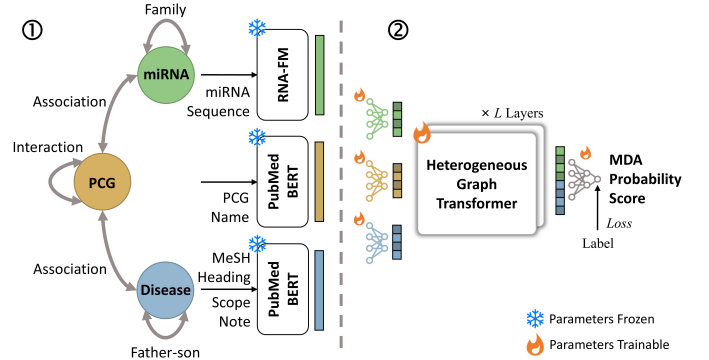 ①
Family
miRNA
miRNA
Sequence
RNA-FM
Association
Interaction
PCG
PCG
Name
PubMed
BERT
Association
Disease
MeSH
Heading
Scope
Note
PubMed
BERT
Father-son
②
× L Layers
Heterogeneous
Graph
Transformer
MDA
Probability
Score
Loss
Label
Parameters Frozen
Parameters Trainable